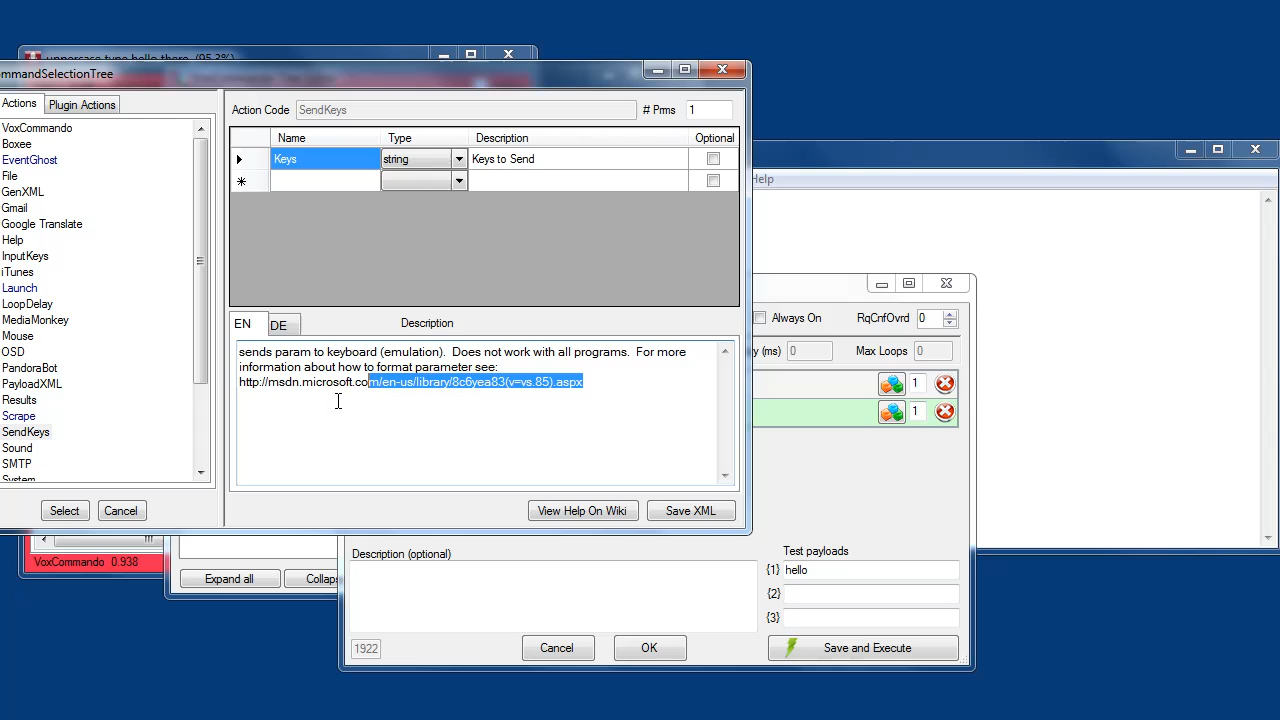 uppercase type hello there (95.3%)
ommandSelectionTree
Actions
Plugin Actions
VoxCommando
Boxee
EventGhost
File
GenXML
Gmail
Google Translate
Help
InputKeys
iTunes
Launch
LoopDelay
MediaMonkey
Mouse
OSD
PandoraBot
PayloadXML
Results
Scrape
SendKeys
Sound
SMTP
System
Select
Cancel
Action Code
SendKeys
# Prms
1
Name
Type
Description
Optional
Keys
string
Keys to Send
EN
DE
Description
sends param to keyboard (emulation). Does not work with all programs. For more
information about how to format parameter see:
http://msdn.microsoft.com/en-us/library/8c6yea83(v=vs.85).aspx
View Help On Wiki
Save XML
Help
Always On
RqCnfOvrd
0
(ms)
0
Max Loops
0
1
1
VoxCommando 0.938
Expand all
Collaps
Description (optional)
Test payloads
{1}
hello
{2}
{3}
1922
Cancel
OK
Save and Execute